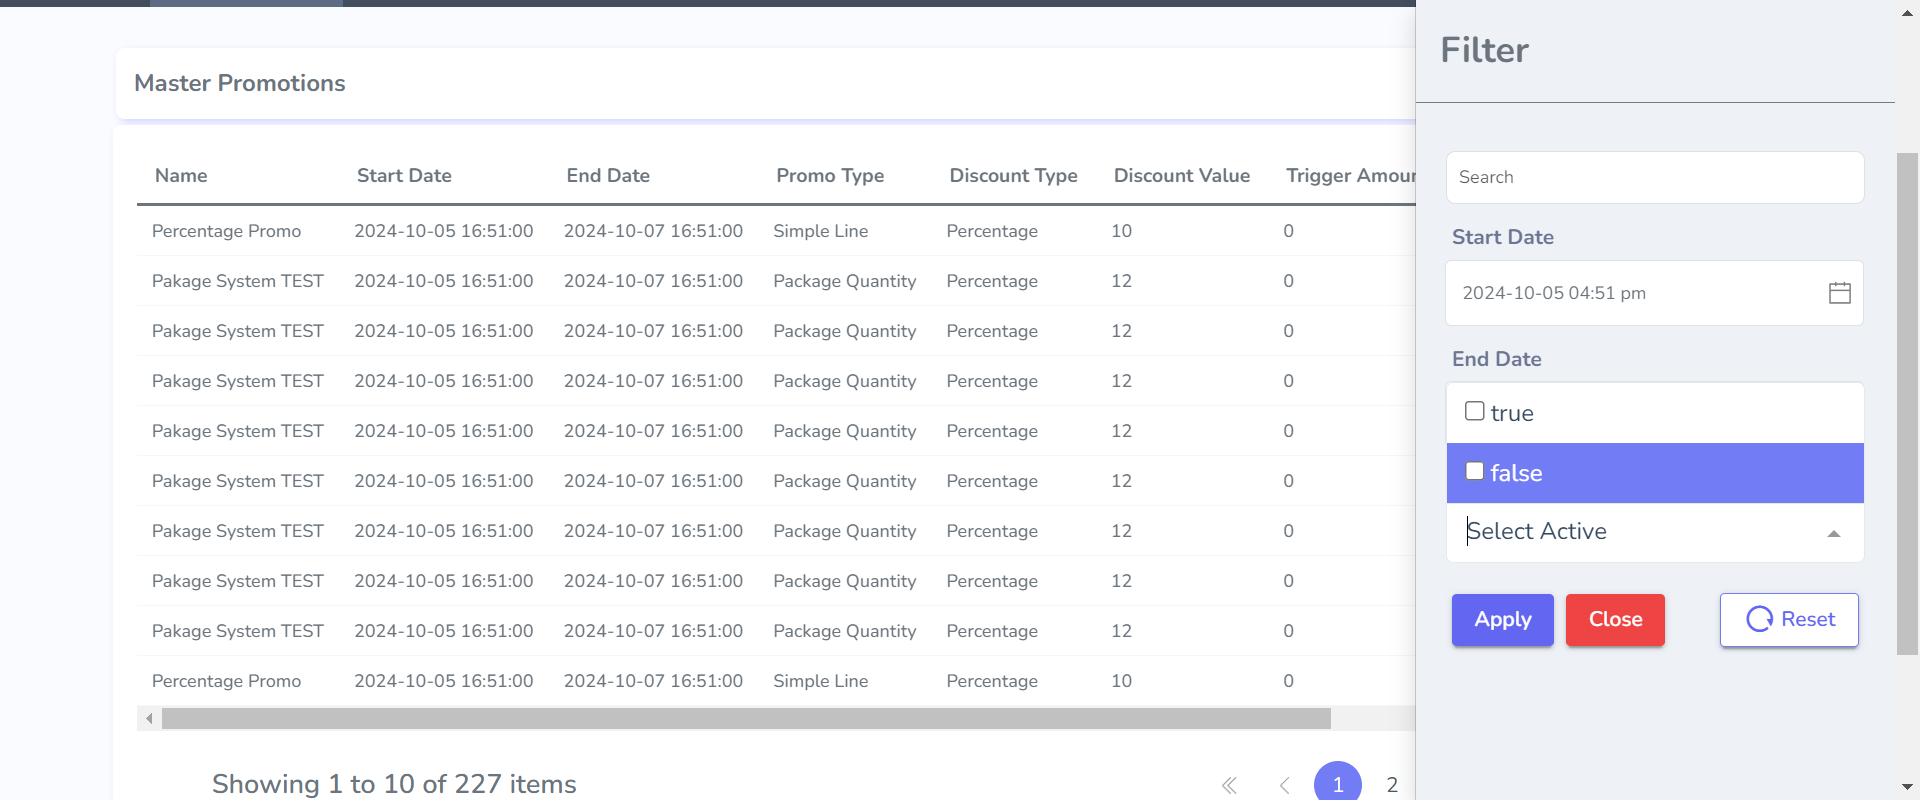 Master Promotions
Name Start Date End Date Promo Type Discount Type Discount Value Trigger Amour
Percentage Promo 2024-10-05 16:51:00 2024-10-07 16:51:00 Simple Line Percentage 10 0
Pakage System TEST 2024-10-05 16:51:00 2024-10-07 16:51:00 Package Quantity Percentage 12 0
Pakage System TEST 2024-10-05 16:51:00 2024-10-07 16:51:00 Package Quantity Percentage 12 0
Pakage System TEST 2024-10-05 16:51:00 2024-10-07 16:51:00 Package Quantity Percentage 12 0
Pakage System TEST 2024-10-05 16:51:00 2024-10-07 16:51:00 Package Quantity Percentage 12 0
Pakage System TEST 2024-10-05 16:51:00 2024-10-07 16:51:00 Package Quantity Percentage 12 0
Pakage System TEST 2024-10-05 16:51:00 2024-10-07 16:51:00 Package Quantity Percentage 12 0
Pakage System TEST 2024-10-05 16:51:00 2024-10-07 16:51:00 Package Quantity Percentage 12 0
Pakage System TEST 2024-10-05 16:51:00 2024-10-07 16:51:00 Package Quantity Percentage 12 0
Percentage Promo 2024-10-05 16:51:00 2024-10-07 16:51:00 Simple Line Percentage 10 0
Showing 1 to 10 of 227 items
1 2
Filter
Search
Start Date
2024-10-05 04:51 pm
End Date
true
false
Select Active
Apply Close Reset